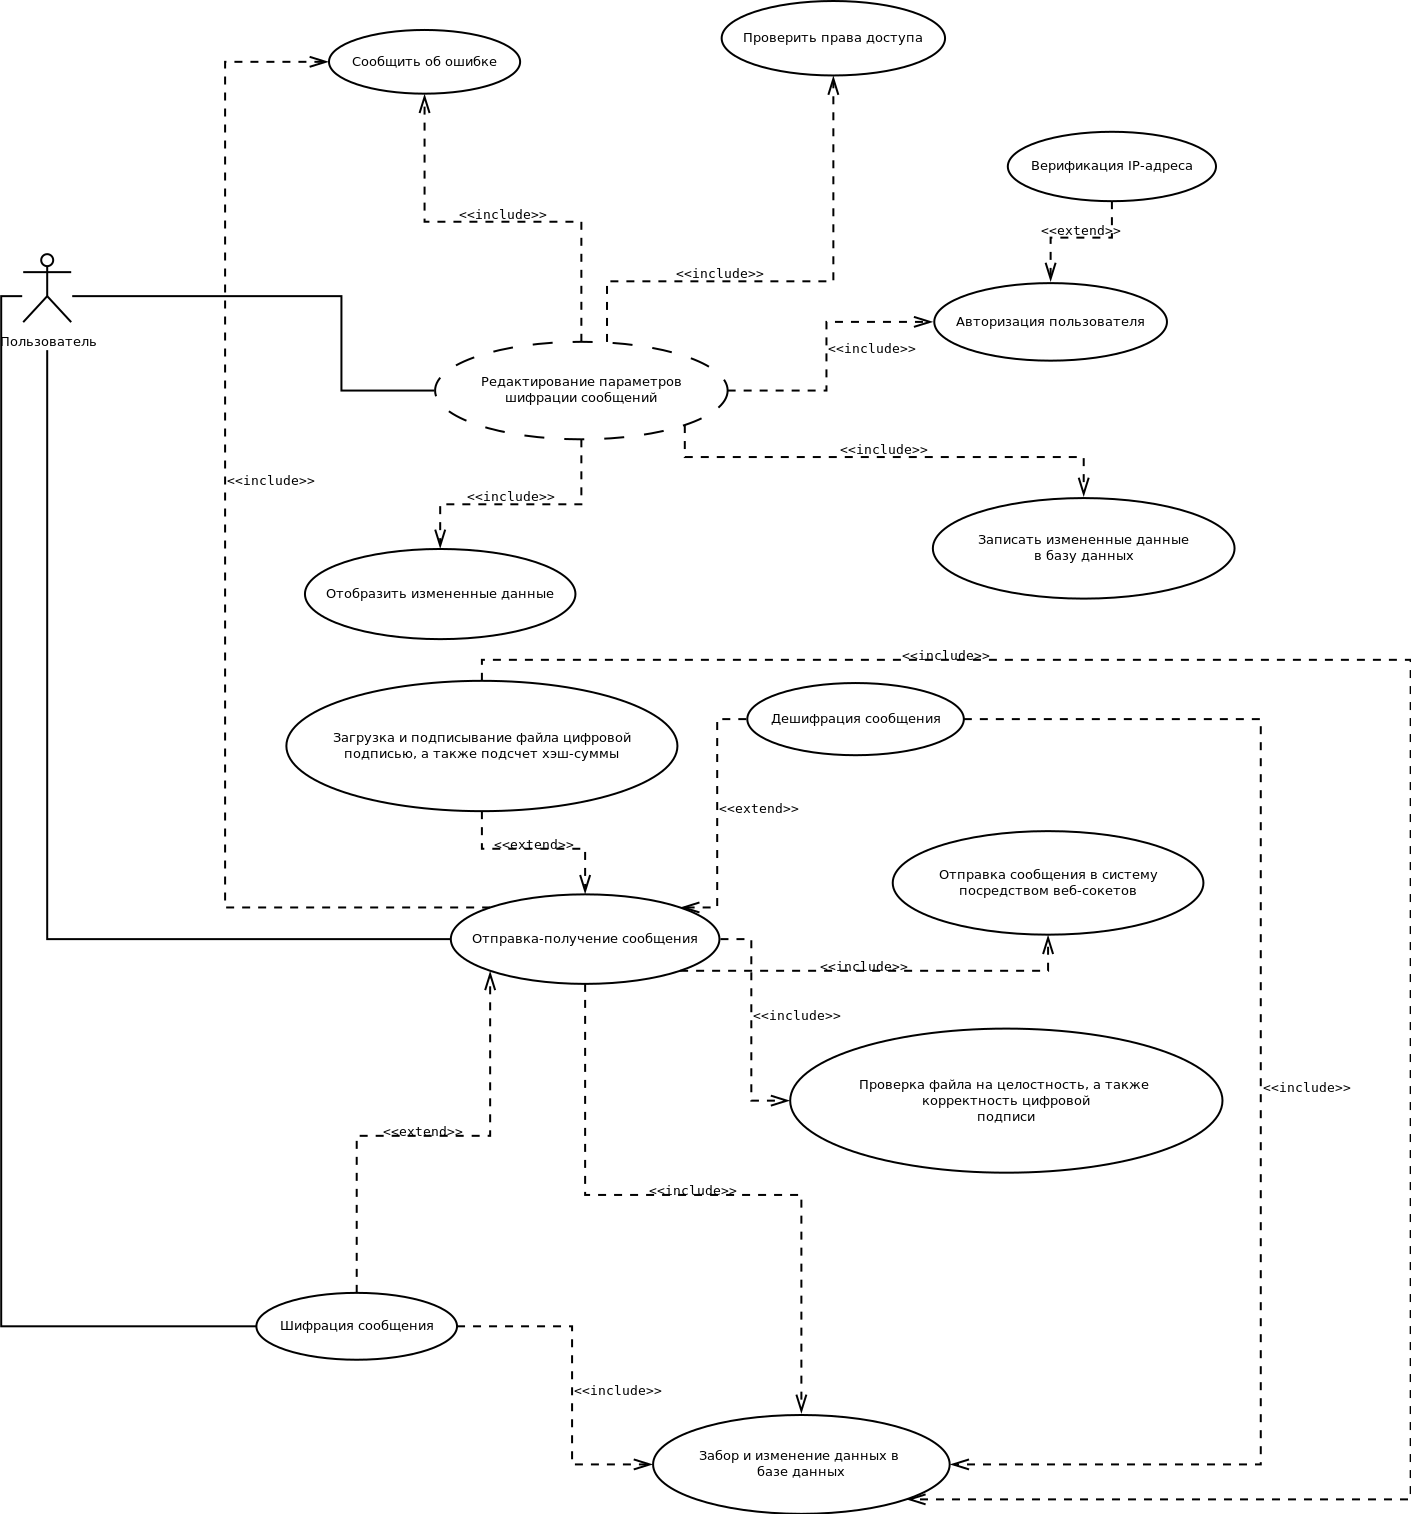 Проверить права доступа
Сообщить об ошибке
Верификация IP-адреса
<<include>>
<<extend>>
<<include>>
Авторизация пользователя
Пользователь
<<include>>
Редактирование параметров
шифрации сообщений
<<include>>
<<include>>
<<include>>
Записать измененные данные
в базу данных
Отобразить измененные данные
<<include>>
Дешифрация сообщения
Загрузка и подписывание файла цифровой
подписью, а также подсчет хэш-суммы
<<extend>>
<<extend>>
Отправка сообщения в систему
посредством веб-сокетов
Отправка-получение сообщения
<<include>>
<<include>>
Проверка файла на целостность, а также
корректность цифровой
подписи
<<include>>
<<extend>>
<<include>>
Шифрация сообщения
<<include>>
Забор и изменение данных в
базе данных